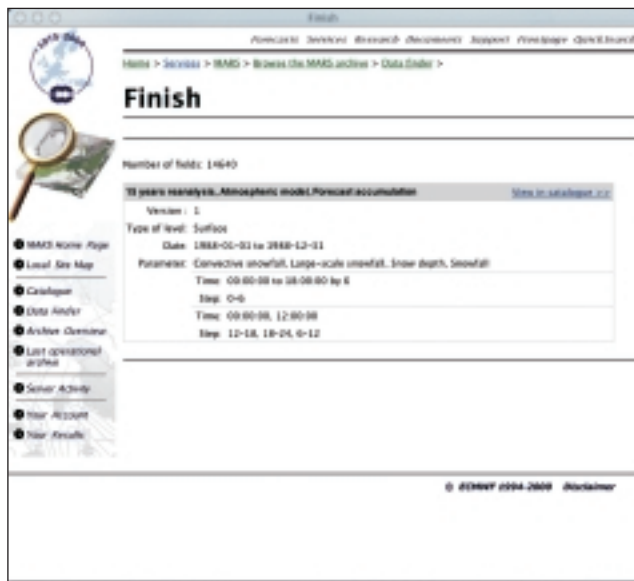 Finish
Forecasts Services Research Documents Support Frontpage QuickSearch
Home > Services > MARS > Browse the MARS archive > Data finder >
Finish
Number of fields: 14640
15 years reanalysis, Atmospheric model, Forecast accumulation View in catalogue >>
Version: 1
Type of level: Surface
Date: 1988-01-01 to 1988-12-31
Parameter: Convective snowfall, Large-scale snowfall, Snow depth, Snowfall
Time: 00:00:00 to 18:00:00 by 6
Step: 0-6
Time: 00:00:00, 12:00:00
Step: 12-18, 18-24, 6-12
MARS Home Page
Local Site Map
Catalogue
Data Finder
Archive Overview
Last operational
archive
Server Activity
Your Account
Your Results
© ECMWF 1994-2000 Disclaimer